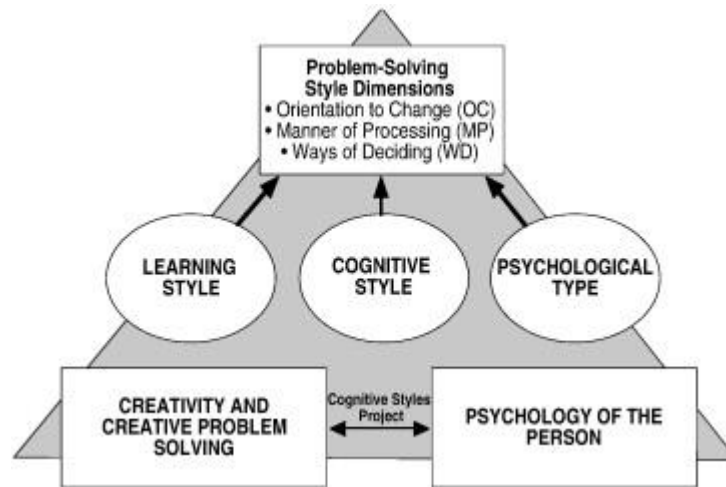 Problem-Solving
Style Dimensions
• Orientation to Change (OC)
• Manner of Processing (MP)
• Ways of Deciding (WD)
LEARNING
STYLE
COGNITIVE
STYLE
PSYCHOLOGICAL
TYPE
CREATIVITY AND
CREATIVE PROBLEM
SOLVING
Cognitive Styles
Project
PSYCHOLOGY OF THE
PERSON